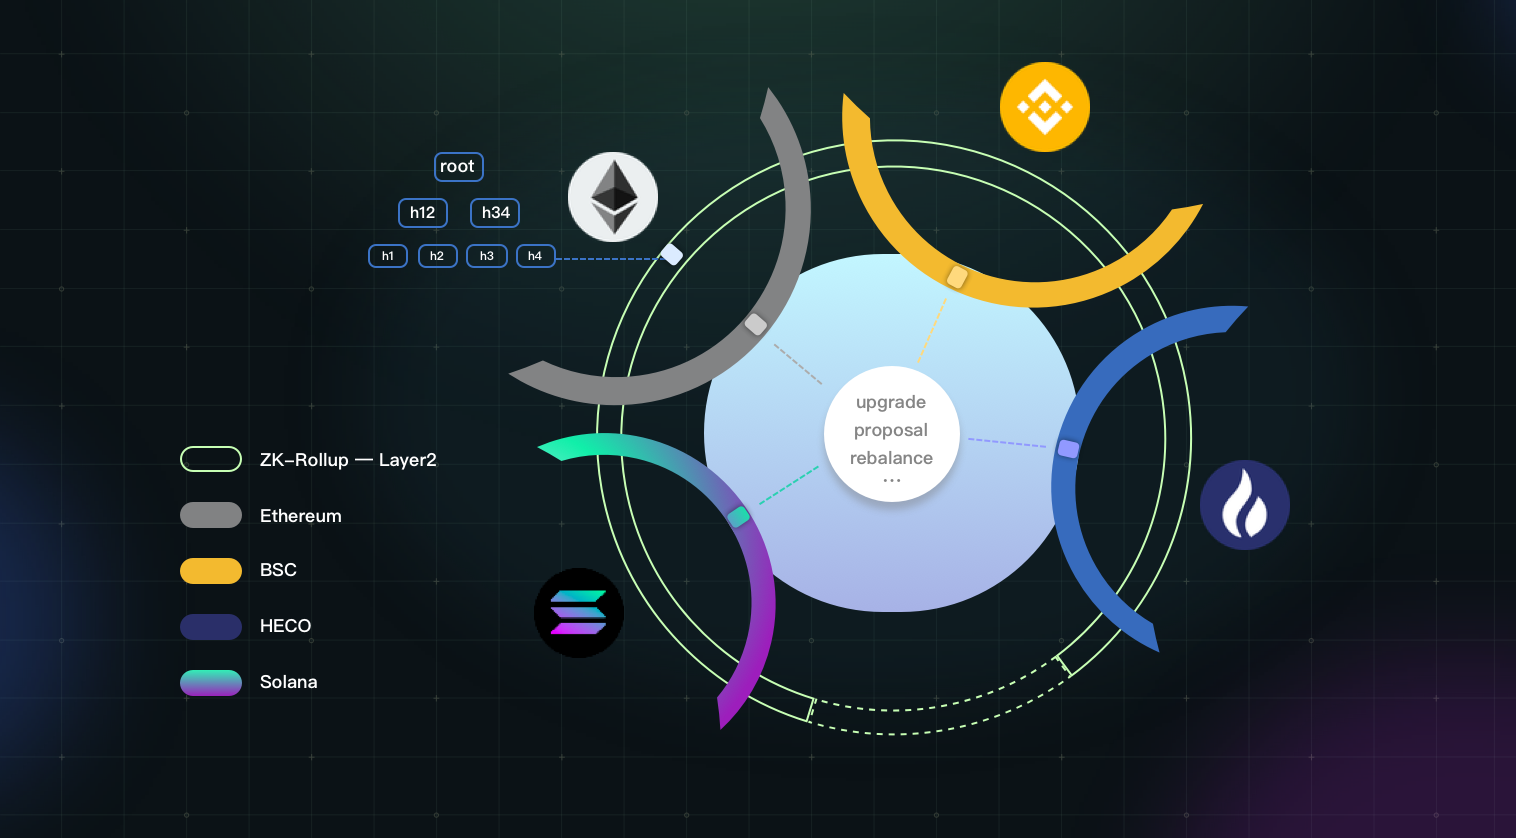 root
h12 h34
h1 h2 h3 h4
upgrade
proposal
rebalance
...
ZK–Rollup — Layer2
Ethereum
BSC
HECO
Solana